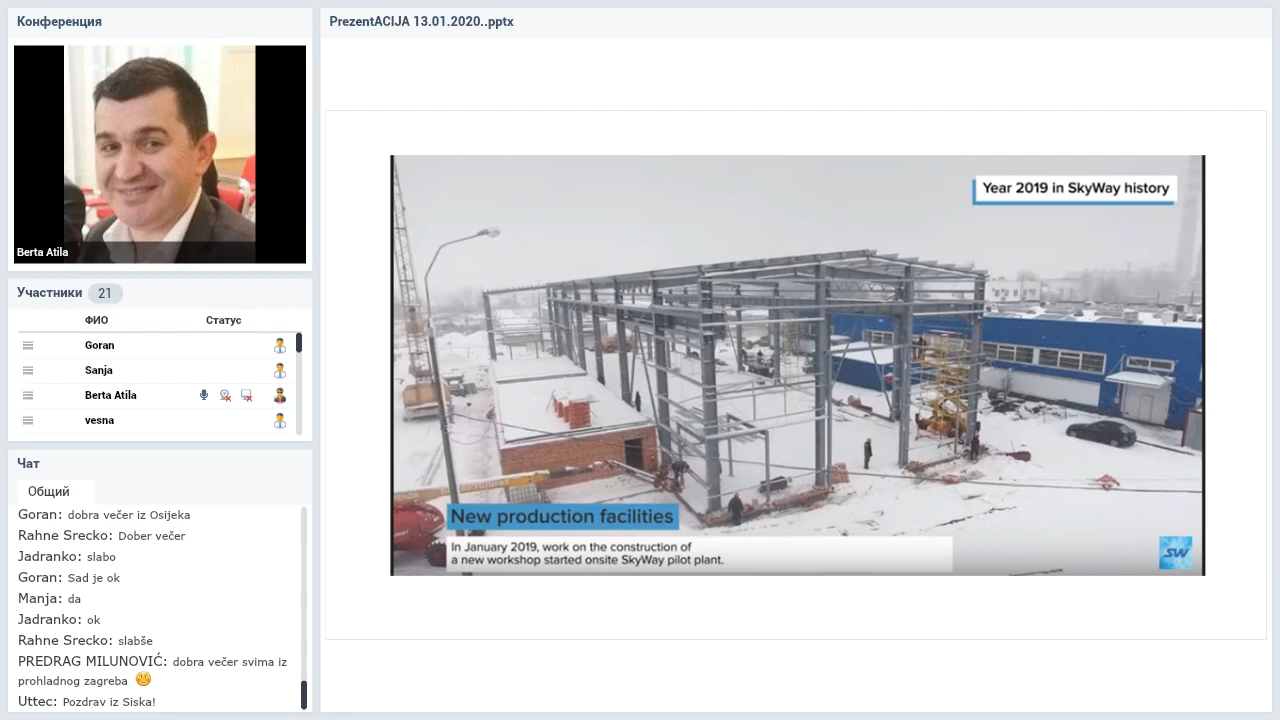 Конференция
Berta Atila
Участники 21
ФИО Статус
Goran
Sanja
Berta Atila
vesna
Чат
Общий
Goran: dobra večer iz Osijeka
Rahne Srecko: Dober večer
Jadranko: slabo
Goran: Sad je ok
Manja: da
Jadranko: ok
Rahne Srecko: slabše
PREDRAG MILUNOVIĆ: dobra večer svima iz
prohladnog zagreba
Uttec: Pozdrav iz Siska!
PrezentACIJA 13.01.2020..pptx
Year 2019 in SkyWay history
New production facilities
In January 2019, work on the construction of
a new workshop started onsite SkyWay pilot plant.
SW